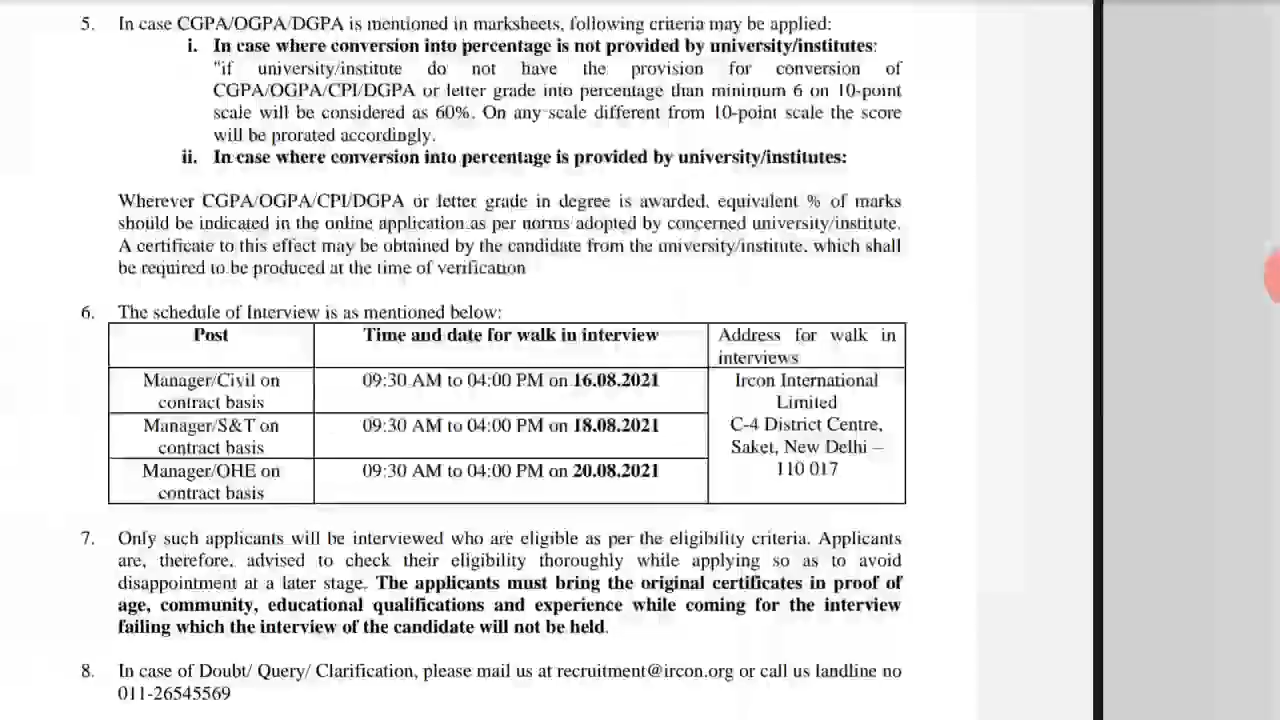 5. In case CGPA/OGPA/DGPA is mentioned in marksheets, following criteria may be applied:
i. In case where conversion into percentage is not provided by university/institutes:
"if university/institute do not have the provision for conversion of
CGPA/OGPA/CPI/DGPA or letter grade into percentage than minimum 6 on 10-point
scale will be considered as 60%. On any scale different from 10-point scale the score
will be prorated accordingly.
ii. In case where conversion into percentage is provided by university/institutes:
Wherever CGPA/OGPA/CPI/DGPA or letter grade in degree is awarded, equivalent % of marks
should be indicated in the online application as per norms adopted by concerned university/institute.
A certificate to this effect may be obtained by the candidate from the university/institute, which shall
be required to be produced at the time of verification
6. The schedule of Interview is as mentioned below:
Post Time and date for walk in interview Address for walk in
interviews
Manager/Civil on 09:30 AM to 04:00 PM on 16.08.2021 Ircon International
contract basis Limited
Manager/S&T on 09:30 AM to 04:00 PM on 18.08.2021 C-4 District Centre,
contract basis Saket, New Delhi –
Manager/OHE on 09:30 AM to 04:00 PM on 20.08.2021 110 017
contract basis
7. Only such applicants will be interviewed who are eligible as per the eligibility criteria. Applicants
are, therefore, advised to check their eligibility thoroughly while applying so as to avoid
disappointment at a later stage. The applicants must bring the original certificates in proof of
age, community, educational qualifications and experience while coming for the interview
failing which the interview of the candidate will not be held.
8. In case of Doubt/ Query/ Clarification, please mail us at recruitment@ircon.org or call us landline no
011-26545569